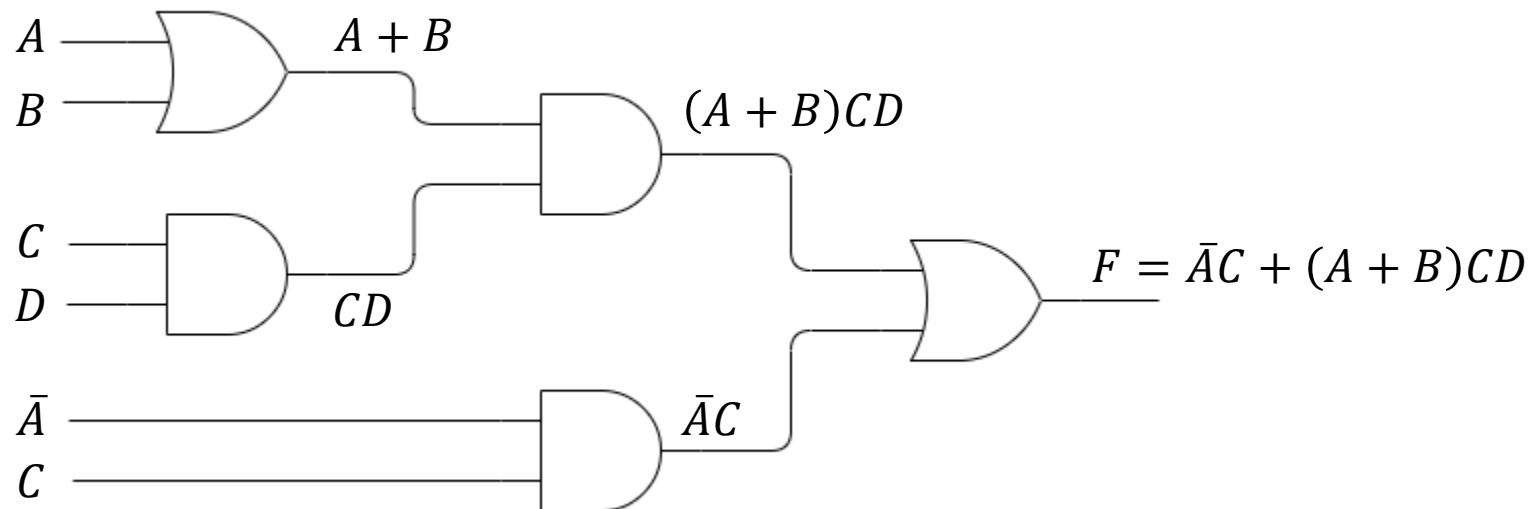 A
A + B
B
(A + B)CD
C
D
CD
F = ĀC + (A + B)CD
Ā
ĀC
C